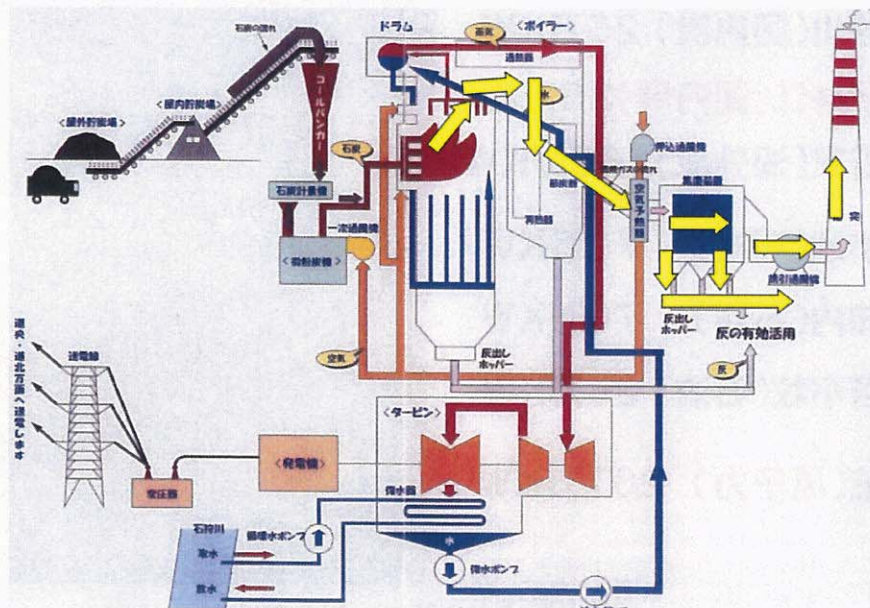 石炭の流れ
コールバンカー
屋内貯炭場
<屋外貯炭場>
石炭計量機
石炭
一次通風機
<微粉炭機>
ドラム
<ボイラー>
蒸気
過熱器
水
節炭器
再熱器
押込通風機
空気予熱器
集塵装置
誘引通風機
灰出し
ホッパー
灰の有効活用
灰出し
ホッパー
空気
灰
道央・道北方面へ送電します
送電線
変圧器
<発電機>
<タービン>
復水器
循環水ポンプ
石狩川
取水
放水
水
復水ポンプ